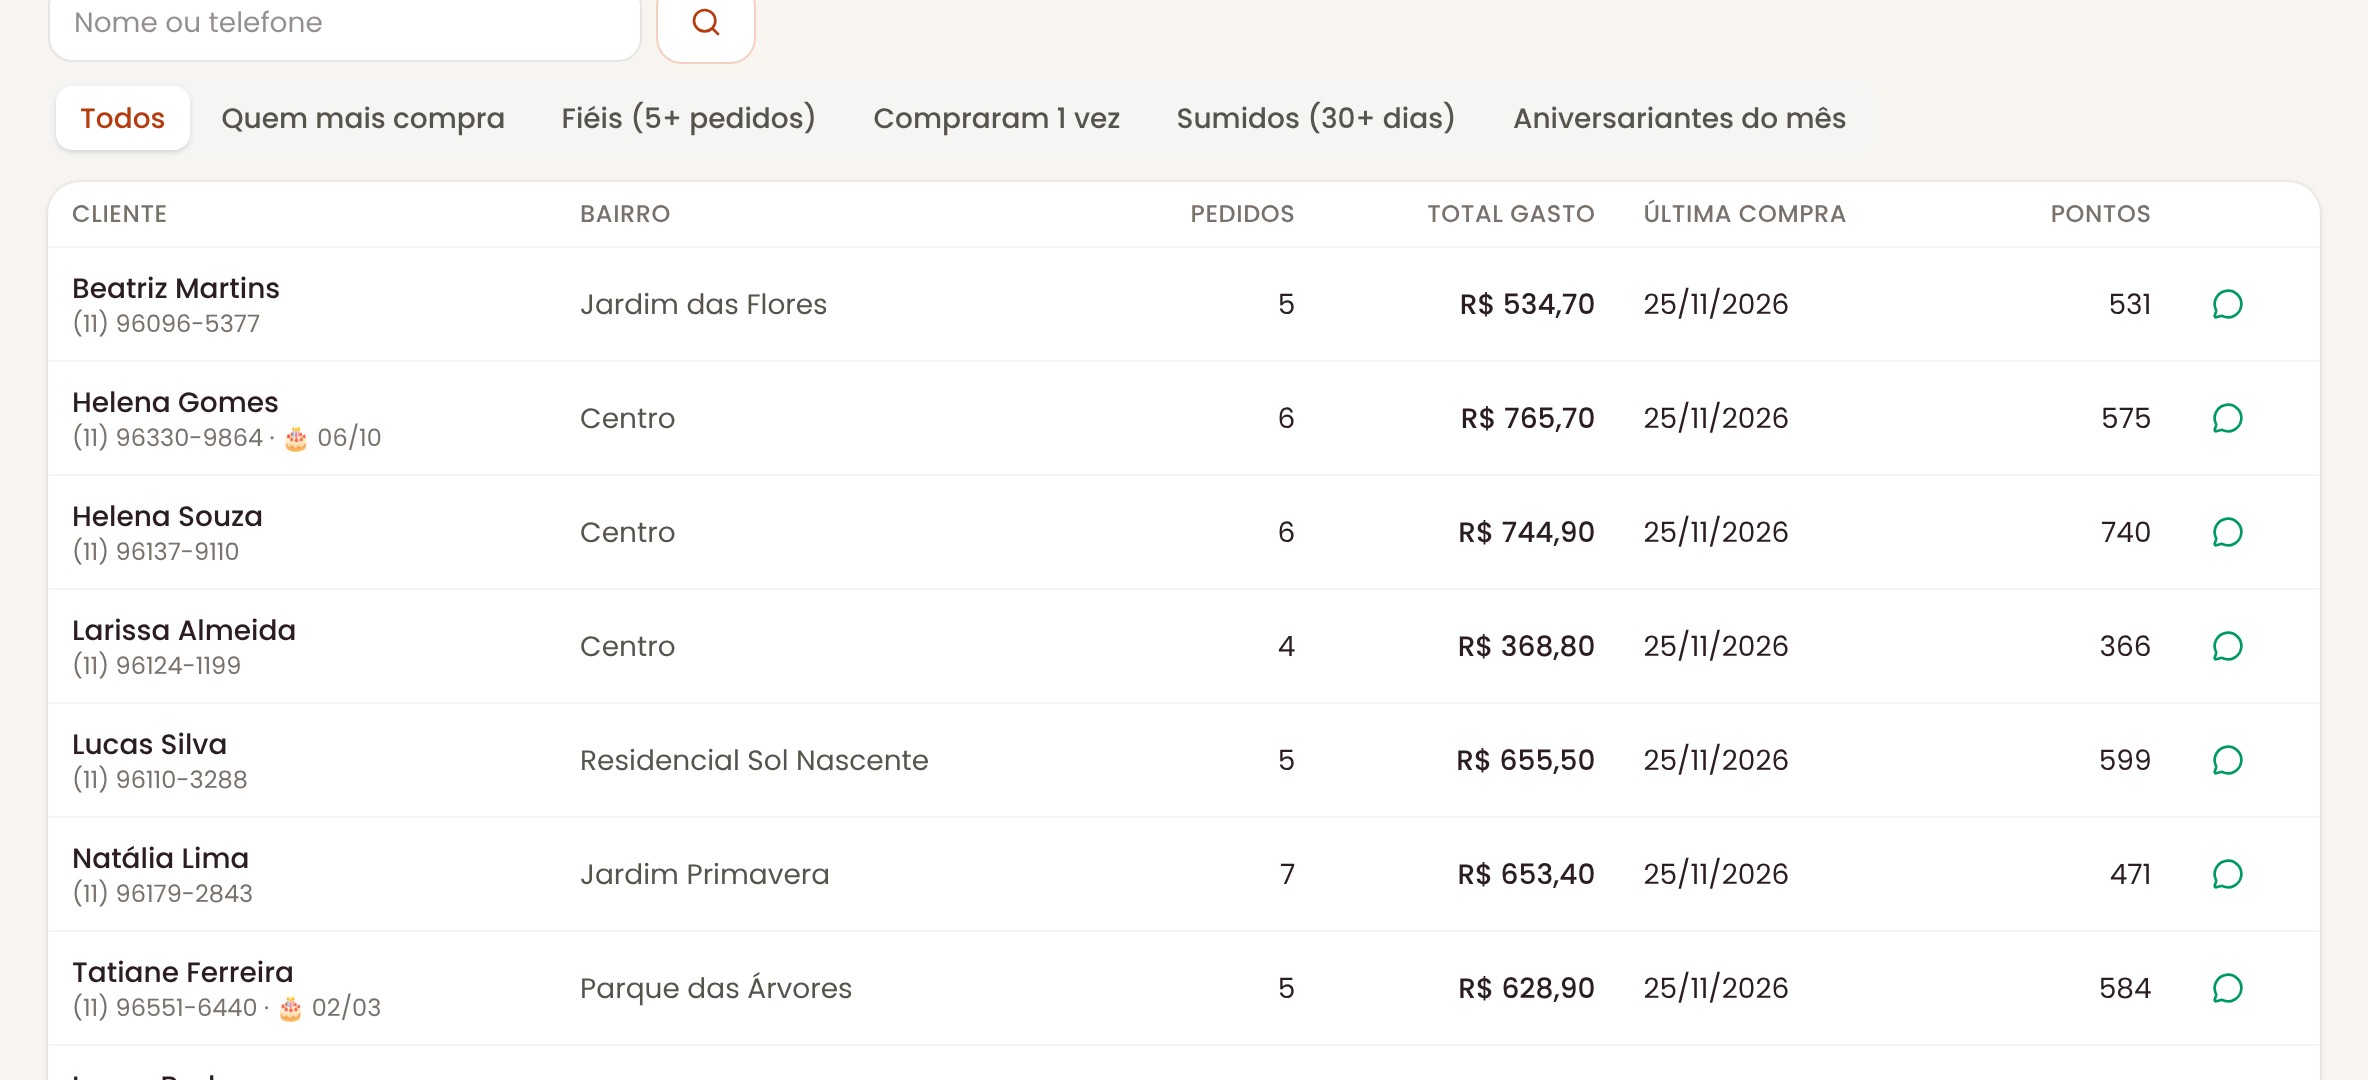 Nome ou telefone
Todos Quem mais compra Fiéis (5+ pedidos) Compraram 1 vez Sumidos (30+ dias) Aniversariantes do mês
CLIENTE BAIRRO PEDIDOS TOTAL GASTO ÚLTIMA COMPRA PONTOS
Beatriz Martins
(11) 96096-5377
Jardim das Flores 5 R$ 534,70 25/11/2026 531
Helena Gomes
(11) 96330-9864 · 🎂 06/10
Centro 6 R$ 765,70 25/11/2026 575
Helena Souza
(11) 96137-9110
Centro 6 R$ 744,90 25/11/2026 740
Larissa Almeida
(11) 96124-1199
Centro 4 R$ 368,80 25/11/2026 366
Lucas Silva
(11) 96110-3288
Residencial Sol Nascente 5 R$ 655,50 25/11/2026 599
Natália Lima
(11) 96179-2843
Jardim Primavera 7 R$ 653,40 25/11/2026 471
Tatiane Ferreira
(11) 96551-6440 · 🎂 02/03
Parque das Árvores 5 R$ 628,90 25/11/2026 584